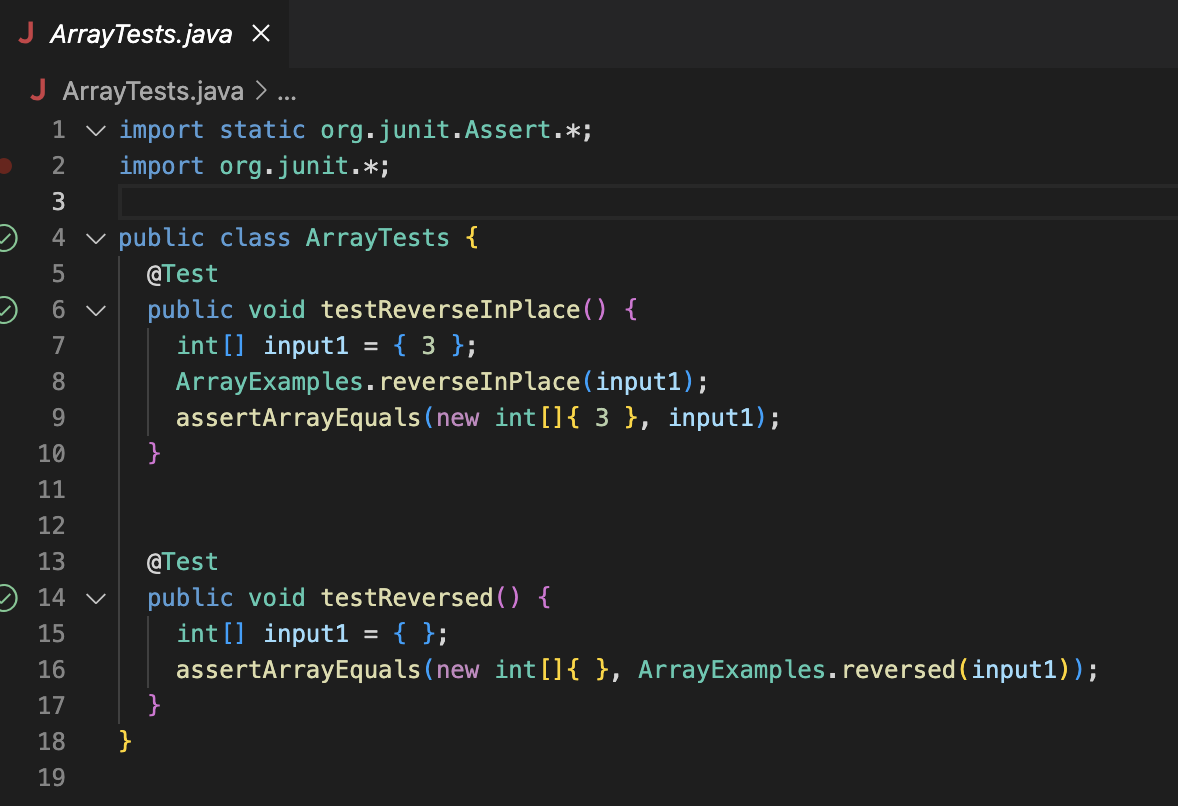 J ArrayTests.java ×
J ArrayTests.java > ...
1 import static org.junit.Assert.*;
2 import org.junit.*;
3
4 public class ArrayTests {
5 @Test
6 public void testReverseInPlace() {
7 int[] input1 = { 3 };
8 ArrayExamples.reverseInPlace(input1);
9 assertArrayEquals(new int[]{ 3 }, input1);
10 }
11
12
13 @Test
14 public void testReversed() {
15 int[] input1 = { };
16 assertArrayEquals(new int[]{ }, ArrayExamples.reversed(input1));
17 }
18 }
19